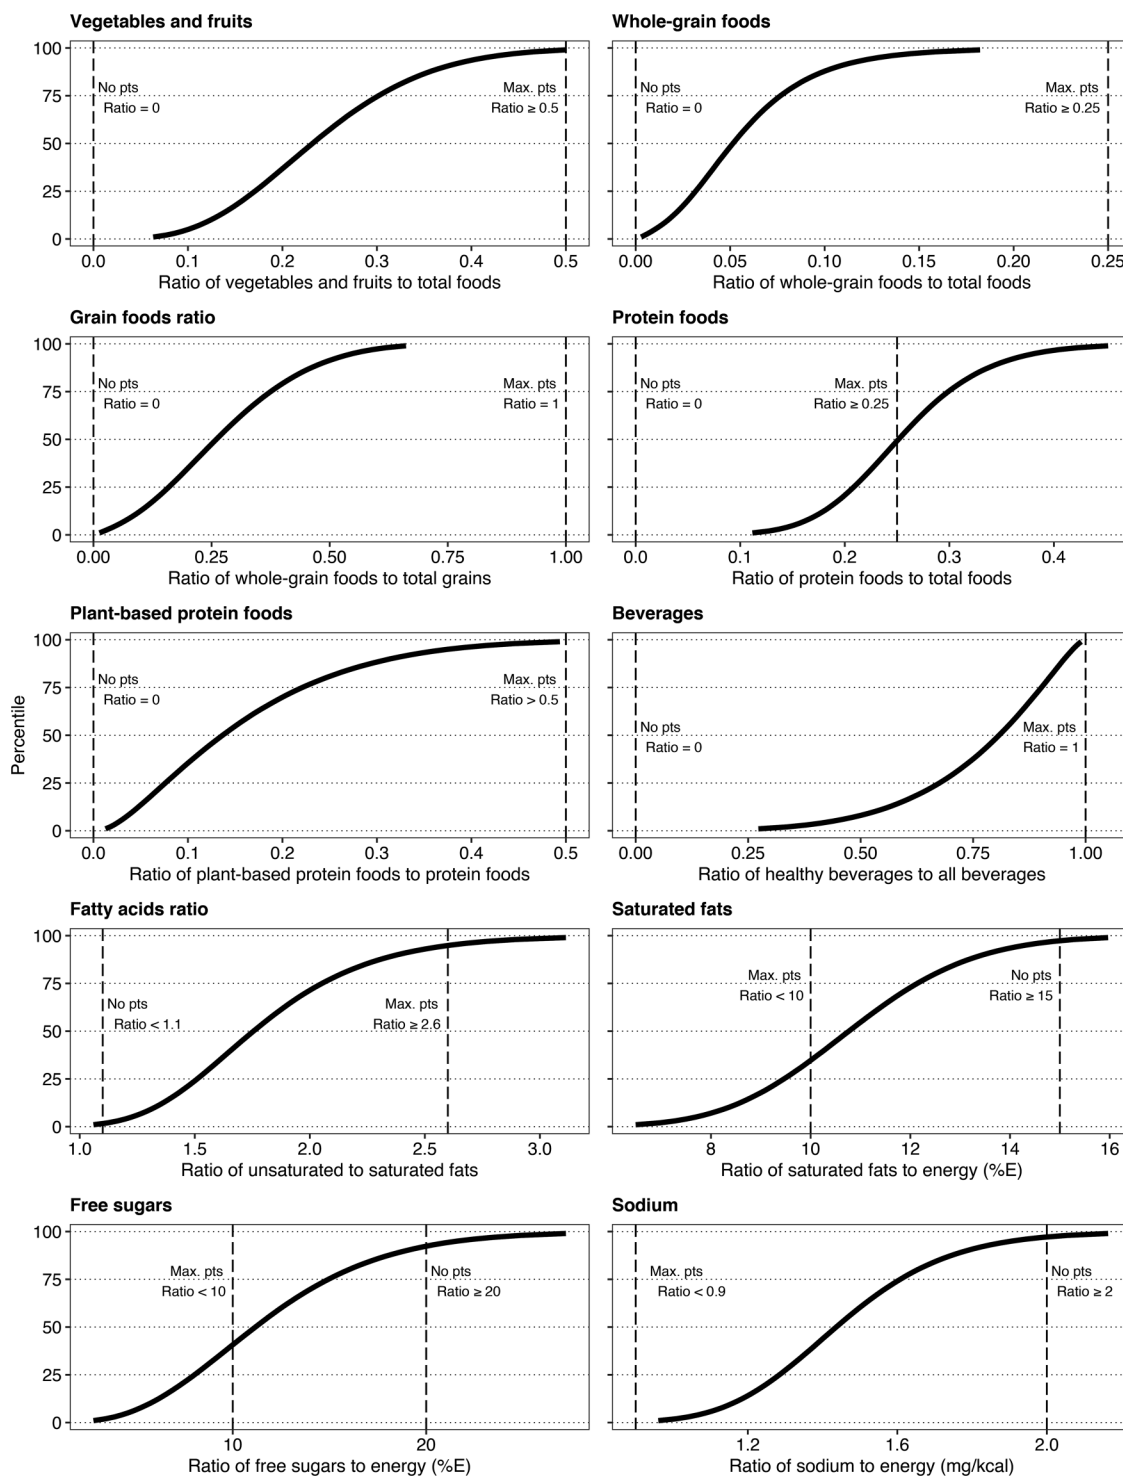 Vegetables and fruits
100
75
50
25
0
No pts
Ratio = 0
Max. pts
Ratio ≥ 0.5
0.0 0.1 0.2 0.3 0.4 0.5
Ratio of vegetables and fruits to total foods
Whole-grain foods
No pts
Ratio = 0
Max. pts
Ratio ≥ 0.25
0.00 0.05 0.10 0.15 0.20 0.25
Ratio of whole-grain foods to total foods
Grain foods ratio
100
75
50
25
0
No pts
Ratio = 0
Max. pts
Ratio = 1
0.00 0.25 0.50 0.75 1.00
Ratio of whole-grain foods to total grains
Protein foods
No pts
Ratio = 0
Max. pts
Ratio ≥ 0.25
0.0 0.1 0.2 0.3 0.4
Ratio of protein foods to total foods
Percentile
Plant-based protein foods
100
75
50
25
0
No pts
Ratio = 0
Max. pts
Ratio > 0.5
0.0 0.1 0.2 0.3 0.4 0.5
Ratio of plant-based protein foods to protein foods
Beverages
No pts
Ratio = 0
Max. pts
Ratio = 1
0.00 0.25 0.50 0.75 1.00
Ratio of healthy beverages to all beverages
Fatty acids ratio
100
75
50
25
0
No pts
Ratio < 1.1
Max. pts
Ratio ≥ 2.6
1.0 1.5 2.0 2.5 3.0
Ratio of unsaturated to saturated fats
Saturated fats
Max. pts
Ratio < 10
No pts
Ratio ≥ 15
8 10 12 14 16
Ratio of saturated fats to energy (%E)
Free sugars
100
75
50
25
0
Max. pts
Ratio < 10
No pts
Ratio ≥ 20
10 20
Ratio of free sugars to energy (%E)
Sodium
Max. pts
Ratio < 0.9
No pts
Ratio ≥ 2
1.2 1.6 2.0
Ratio of sodium to energy (mg/kcal)